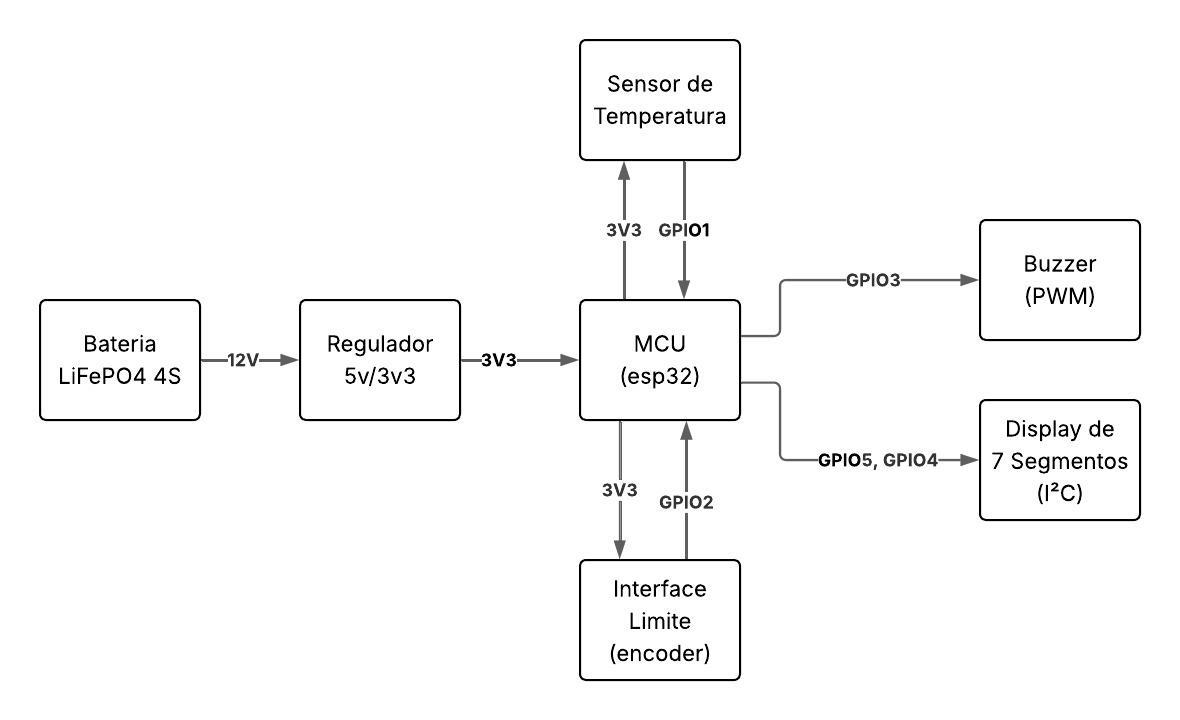 Sensor de
Temperatura
3V3
GPIO1
Buzzer
(PWM)
GPIO3
Bateria
LiFePO4 4S
12V
Regulador
5v/3v3
3V3
MCU
(esp32)
Display de
7 Segmentos
(I²C)
GPIO5, GPIO4
3V3
GPIO2
Interface
Limite
(encoder)